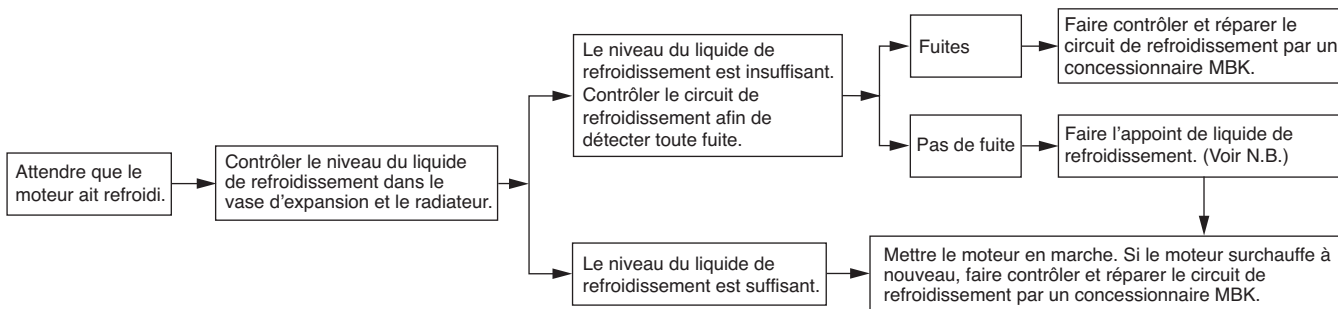 Attendre que le
moteur ait refroidi.
Contrôler le niveau du liquide
de refroidissement dans le
vase d'expansion et le radiateur.
Le niveau du liquide de
refroidissement est insuffisant.
Contrôler le circuit de
refroidissement afin de
détecter toute fuite.
Fuites
Faire contrôler et réparer le
circuit de refroidissement par un
concessionnaire MBK.
Pas de fuite
Faire l'appoint de liquide de
refroidissement. (Voir N.B.)
Le niveau du liquide de
refroidissement est suffisant.
Mettre le moteur en marche. Si le moteur surchauffe à
nouveau, faire contrôler et réparer le circuit de
refroidissement par un concessionnaire MBK.